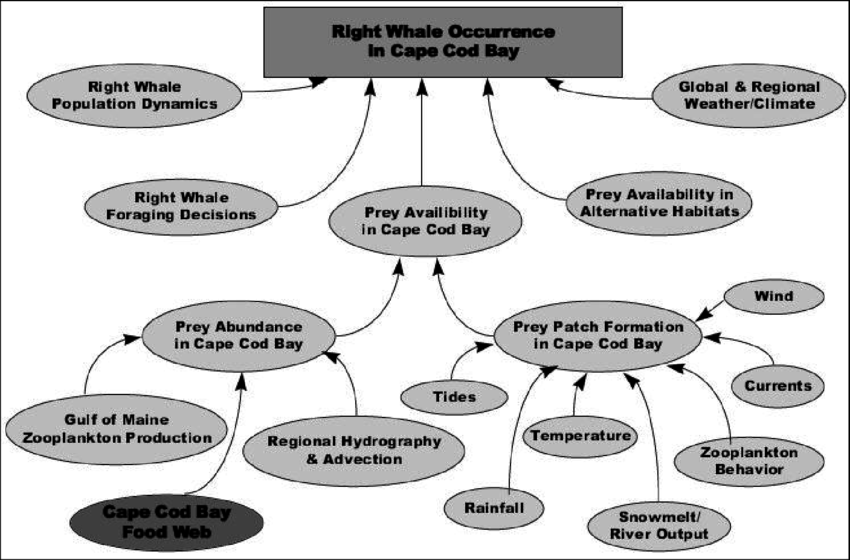 Right Whale Occurrence
in Cape Cod Bay
Right Whale
Population Dynamics
Global & Regional
Weather/Climate
Right Whale
Foraging Decisions
Prey Availibility
in Cape Cod Bay
Prey Availability in
Alternative Habitats
Wind
Prey Abundance
in Cape Cod Bay
Prey Patch Formation
in Cape Cod Bay
Currents
Tides
Gulf of Maine
Zooplankton Production
Regional Hydrography
& Advection
Temperature
Zooplankton
Behavior
Rainfall
Cape Cod Bay
Food Web
Snowmelt/
River Output